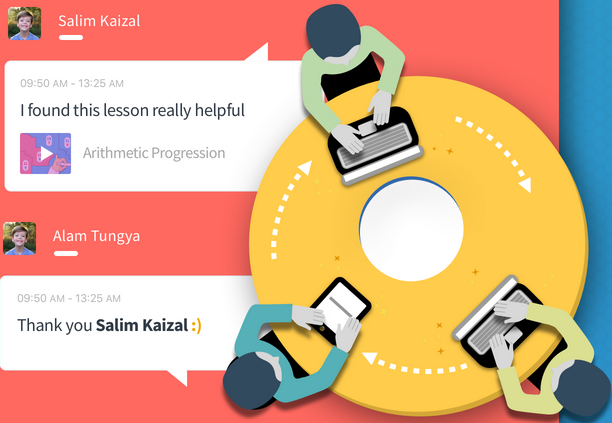 Salim Kaizal
09:50 AM - 13:25 AM
I found this lesson really helpful
Arithmetic Progression
Alam Tungya
09:50 AM - 13:25 AM
Thank you Salim Kaizal :)